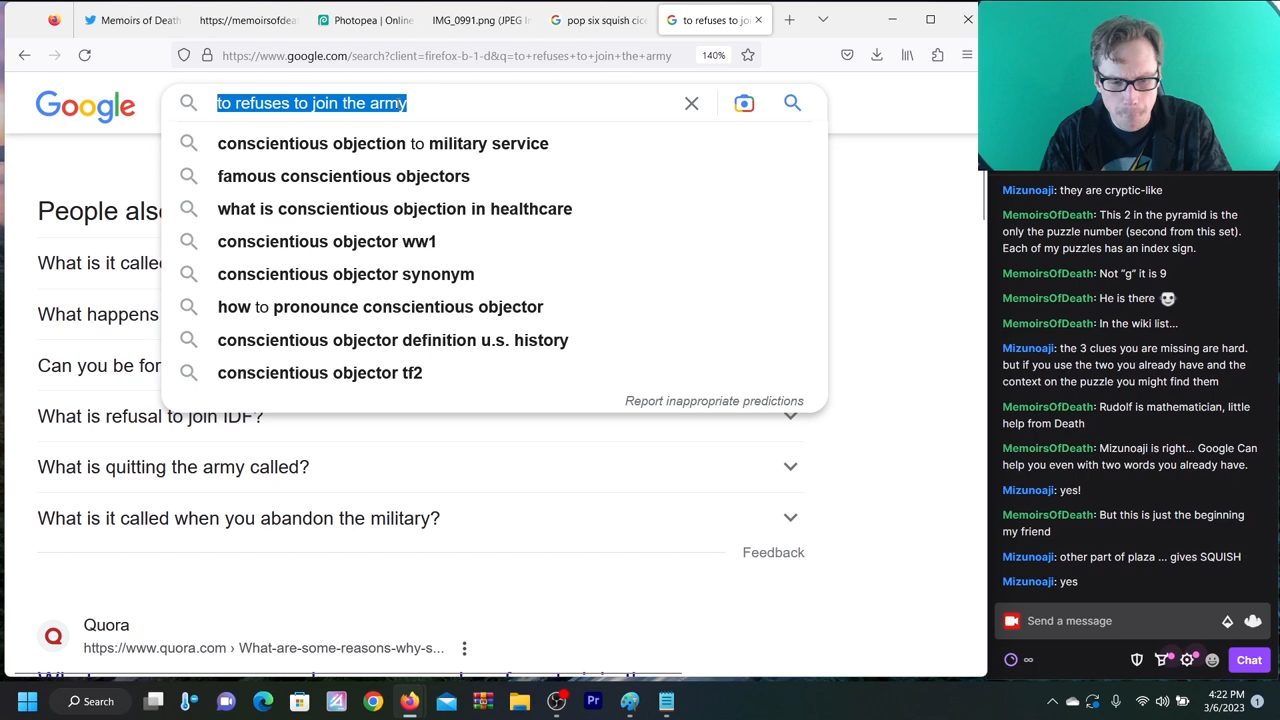 Memoirs of Death
https://memoirsofdea
Photopea | Online
IMG_0991.png (JPEG Im
pop six squish cice
to refuses to joi
https://www.google.com/search?client=firefox-b-1-d&q=to+refuses+to+join+the+army
140%
Google
to refuses to join the army
conscientious objection to military service
famous conscientious objectors
what is conscientious objection in healthcare
conscientious objector ww1
conscientious objector synonym
how to pronounce conscientious objector
conscientious objector definition u.s. history
conscientious objector tf2
Report inappropriate predictions
People also
What is it calle
What happens
Can you be for
What is refusal to join IDF?
What is quitting the army called?
What is it called when you abandon the military?
Feedback
Quora
https://www.quora.com › What-are-some-reasons-why-s...
Mizunoaji: they are cryptic-like
MemoirsOfDeath: This 2 in the pyramid is the
only the puzzle number (second from this set).
Each of my puzzles has an index sign.
MemoirsOfDeath: Not “g” it is 9
MemoirsOfDeath: He is there
MemoirsOfDeath: In the wiki list...
Mizunoaji: the 3 clues you are missing are hard.
but if you use the two you already have and the
context on the puzzle you might find them
MemoirsOfDeath: Rudolf is mathematician, little
help from Death
MemoirsOfDeath: Mizunoaji is right... Google Can
help you even with two words you already have.
Mizunoaji: yes!
MemoirsOfDeath: But this is just the beginning
my friend
Mizunoaji: other part of plaza ... gives SQUISH
Mizunoaji: yes
Send a message
∞
Chat
Search
Pr
4:22 PM
3/6/2023
1